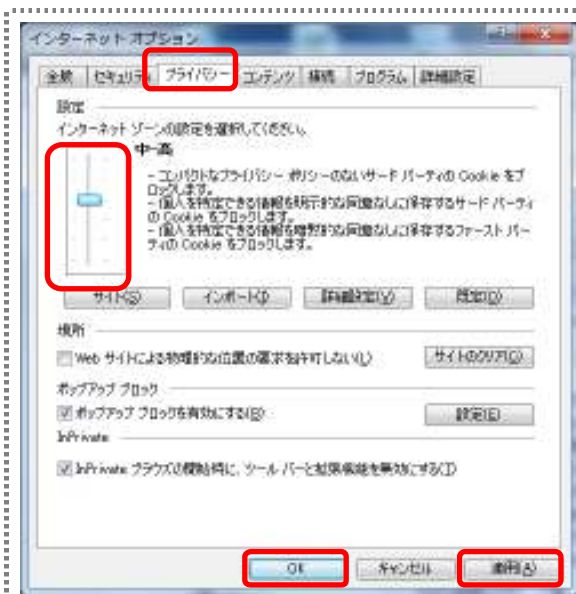 インターネット オプション
全般 セキュリティ プライバシー コンテンツ 接続 プログラム 詳細設定
設定
インターネット ゾーンの設定を選択してください。
中-高
- コンパクトなプライバシー ポリシーのないサード パーティの Cookie をブ
ロックします。
- 個人を特定できる情報を明示的な同意なしに保存するサード パーティ
の Cookie をブロックします。
- 個人を特定できる情報を暗黙的な同意なしに保存するファースト パー
ティの Cookie をブロックします。
サイト(S) インポート(I) 詳細設定(V) 既定(D)
場所
Web サイトによる物理的な位置の要求を許可しない(L) サイトのクリア(C)
ポップアップ ブロック
ポップアップ ブロックを有効にする(B) 設定(E)
InPrivate
InPrivate ブラウズの開始時に、ツール バーと拡張機能を無効にする(T)
OK キャンセル 適用(A)